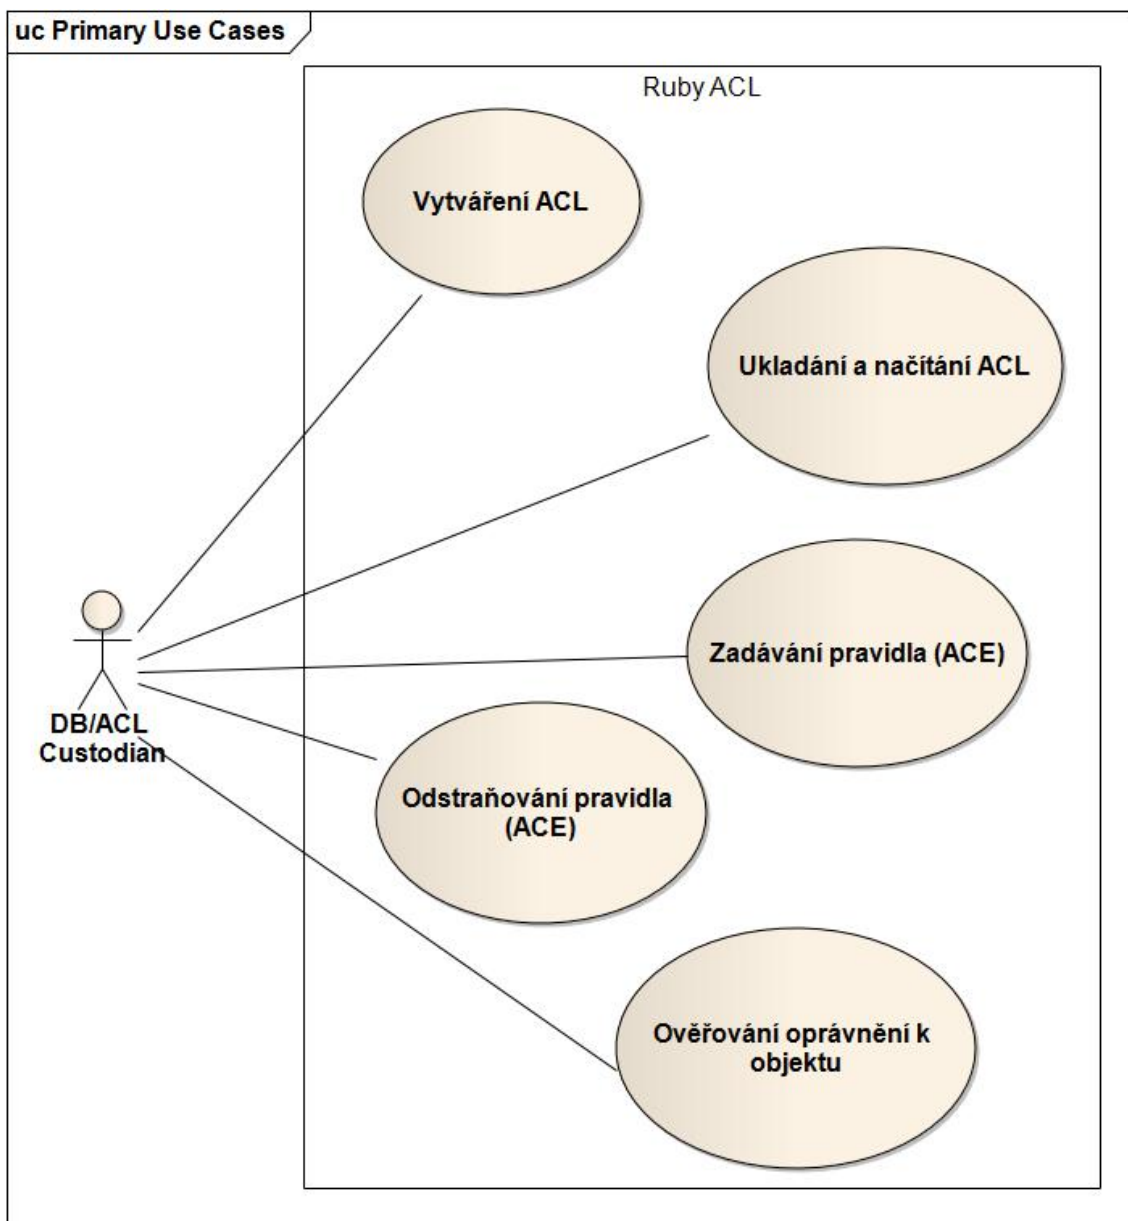 uc Primary Use Cases
Ruby ACL
Vytváření ACL
Ukladání a načítání ACL
Zadávání pravidla (ACE)
DB/ACL
Custodian
Odstraňování pravidla
(ACE)
Ověřování oprávnění k
objektu